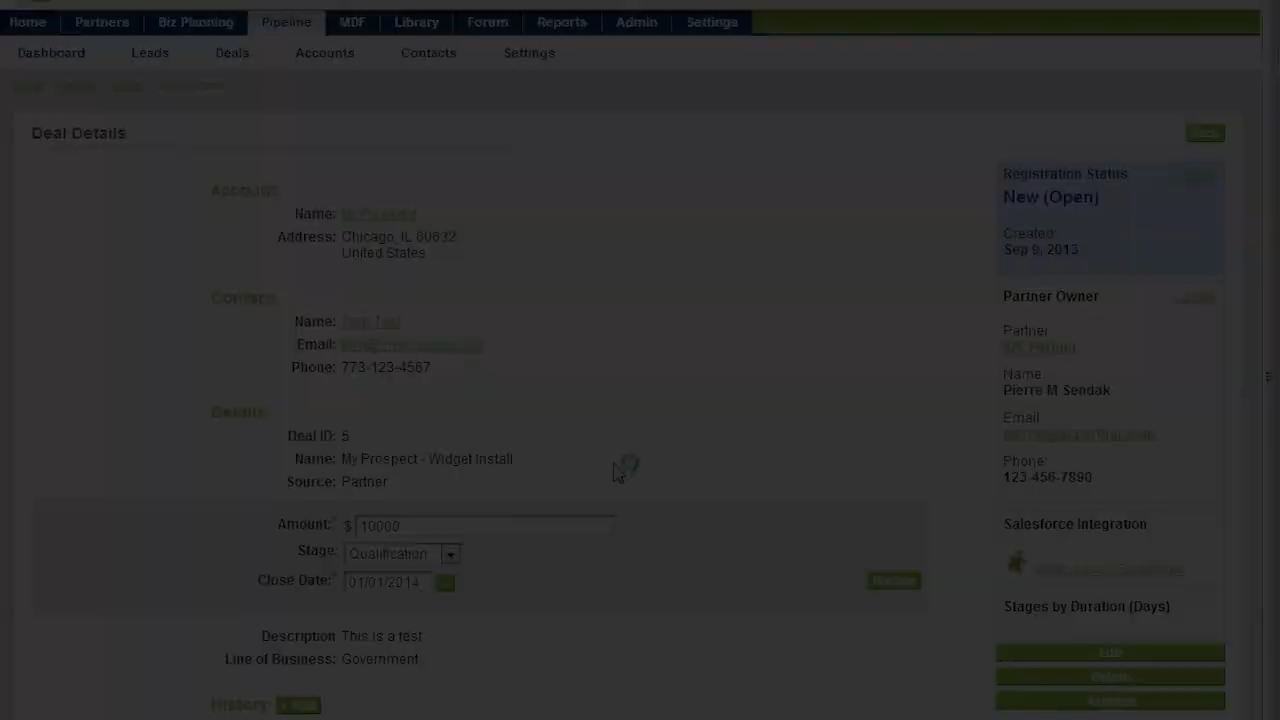 Home Partners Biz Planning Pipeline MDF Library Forum Reports Admin Settings
Dashboard Leads Deals Accounts Contacts Settings
Deal Details
Back
Account
Name: My Prospect
Address: Chicago, IL 60632
United States
Contact
Name:
Email:
Phone: 773-123-4567
Details
Deal ID: 5
Name: My Prospect - Widget Install
Source: Partner
Amount:* $ 10000
Stage: Qualification
Close Date:* 01/01/2014
Description This is a test
Line of Business: Government
History:
Registration Status
New (Open)
Created:
Sep 9, 2013
Partner Owner
Partner
Name:
Pierre M Sendak
Email
Phone:
123-456-7890
Salesforce Integration
Stages by Duration (Days)
Edit